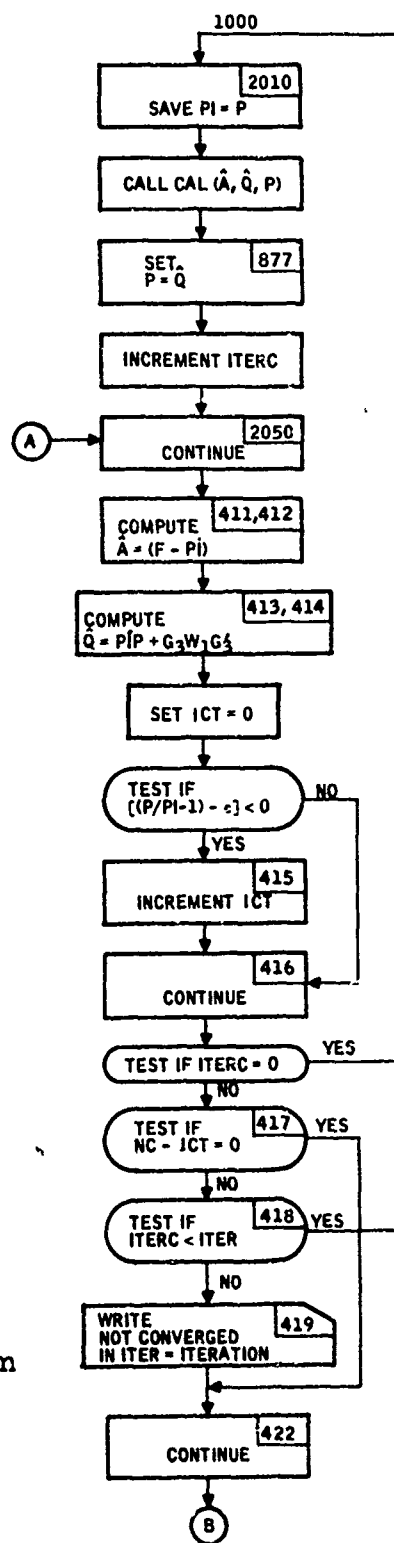 1000
2010
SAVE PI = P
CALL CAL (Â, Q̂, P)
SET
877
P = Q̂
INCREMENT ITERC
A
2050
CONTINUE
411,412
COMPUTE
Â = (F - PÎ)
413, 414
COMPUTE
Q̂ = PÎP + G₃W₁G₃'
SET ICT = 0
TEST IF
[((P/PI-1) - ε] < 0
NO
YES
415
INCREMENT ICT
416
CONTINUE
TEST IF ITERC = 0
YES
NO
417
YES
TEST IF
NC - ICT = 0
NO
418
YES
TEST IF
ITERC < ITER
NO
WRITE
419
NOT CONVERGED
IN ITER = ITERATION
m
422
CONTINUE
B